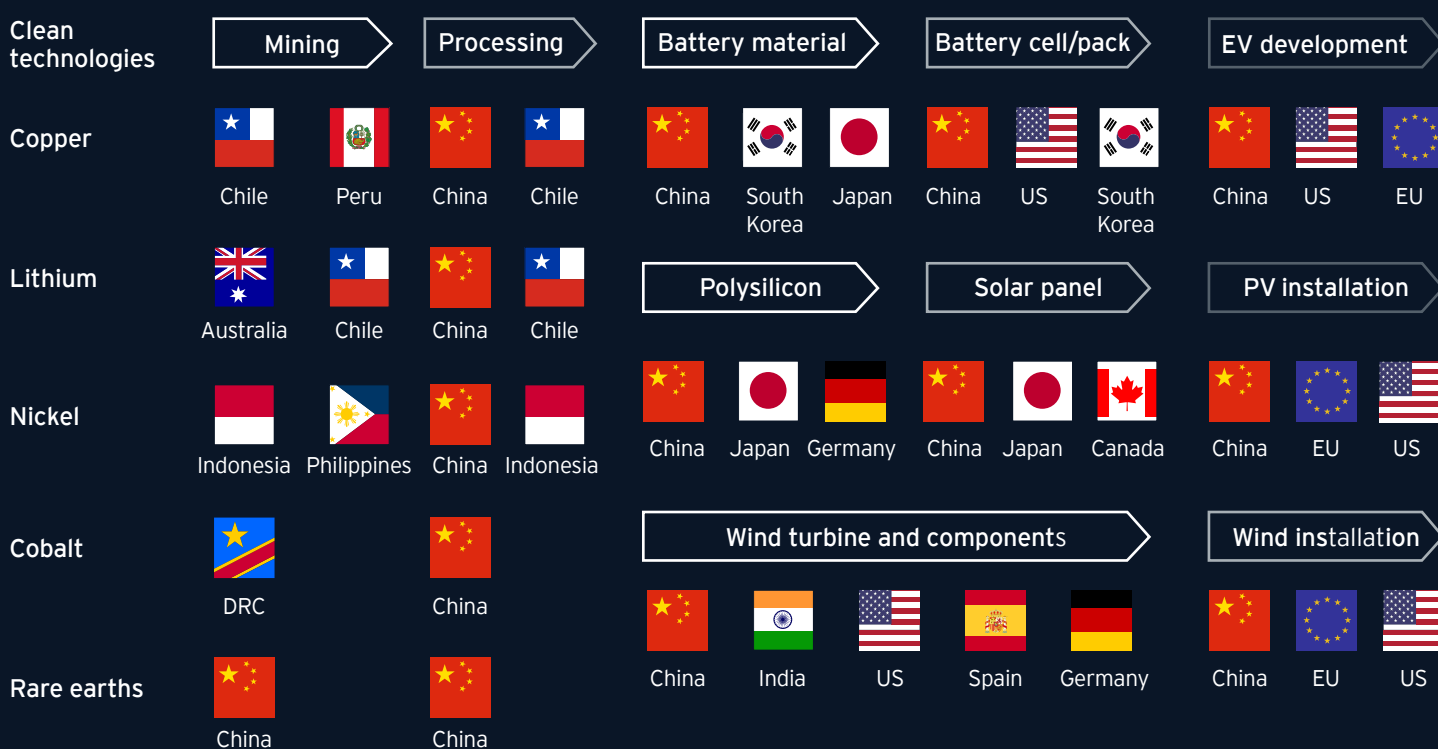 Clean
technologies
Mining
Processing
Battery material
Battery cell/pack
EV development
Copper
Chile
Peru
China
Chile
China
South
Korea
Japan
China
US
South
Korea
China
US
EU
Lithium
Australia
Chile
China
Chile
Polysilicon
Solar panel
PV installation
Nickel
Indonesia
Philippines
China
Indonesia
China
Japan
Germany
China
Japan
Canada
China
EU
US
Cobalt
DRC
China
Wind turbine and components
Wind installation
China
India
US
Spain
Germany
China
EU
US
Rare earths
China
China